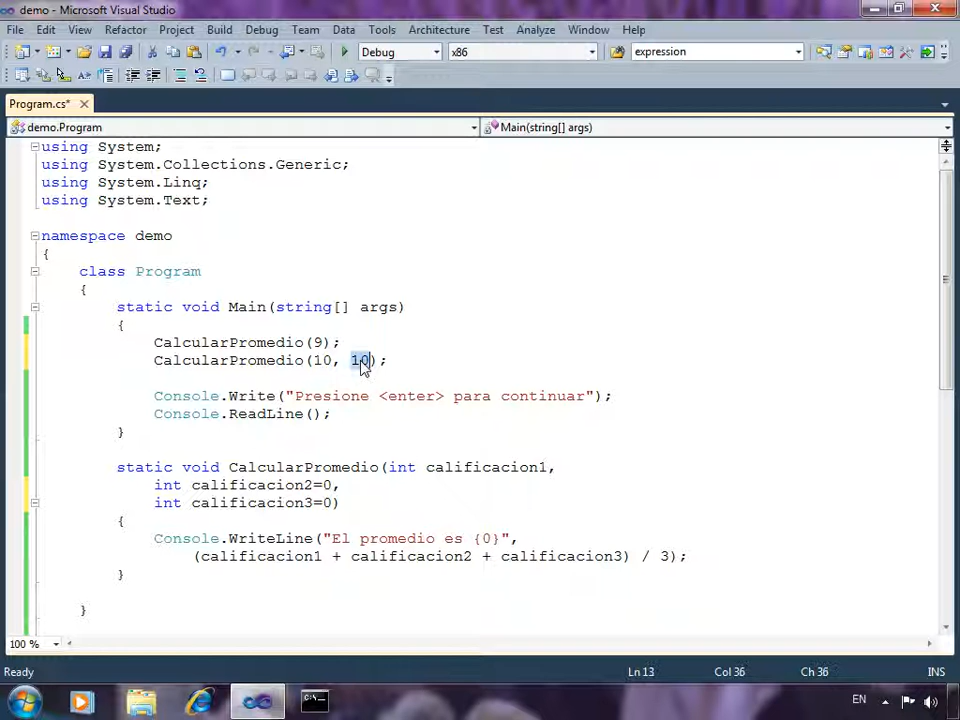 demo - Microsoft Visual Studio
File Edit View Refactor Project Build Debug Team Data Tools Architecture Test Analyze Window Help
Debug x86 expression
Program.cs*
demo.Program Main(string[] args)
using System;
using System.Collections.Generic;
using System.Linq;
using System.Text;
namespace demo
{
class Program
{
static void Main(string[] args)
{
CalcularPromedio(9);
CalcularPromedio(10, 10);
Console.Write("Presione <enter> para continuar");
Console.ReadLine();
}
static void CalcularPromedio(int calificacion1,
int calificacion2=0,
int calificacion3=0)
{
Console.WriteLine("El promedio es {0}",
(calificacion1 + calificacion2 + calificacion3) / 3);
}
}
100 %
Ready Ln 13 Col 36 Ch 36 INS
EN